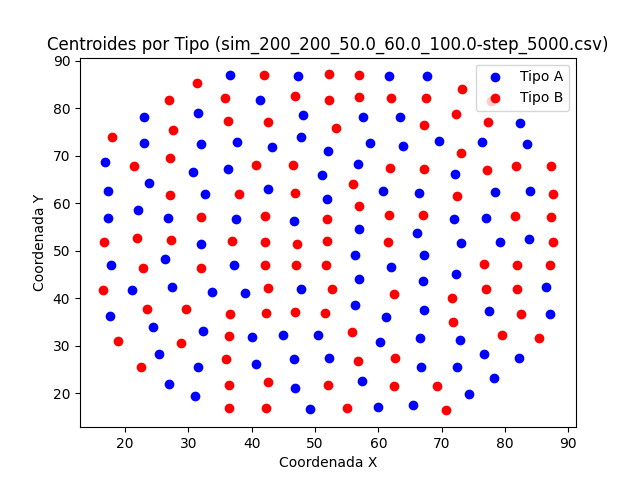 Centroides por Tipo (sim_200_200_50.0_60.0_100.0-step_5000.csv)
Tipo A
Tipo B
90
80
70
60
50
40
30
20
Coordenada Y
20 30 40 50 60 70 80 90
Coordenada X